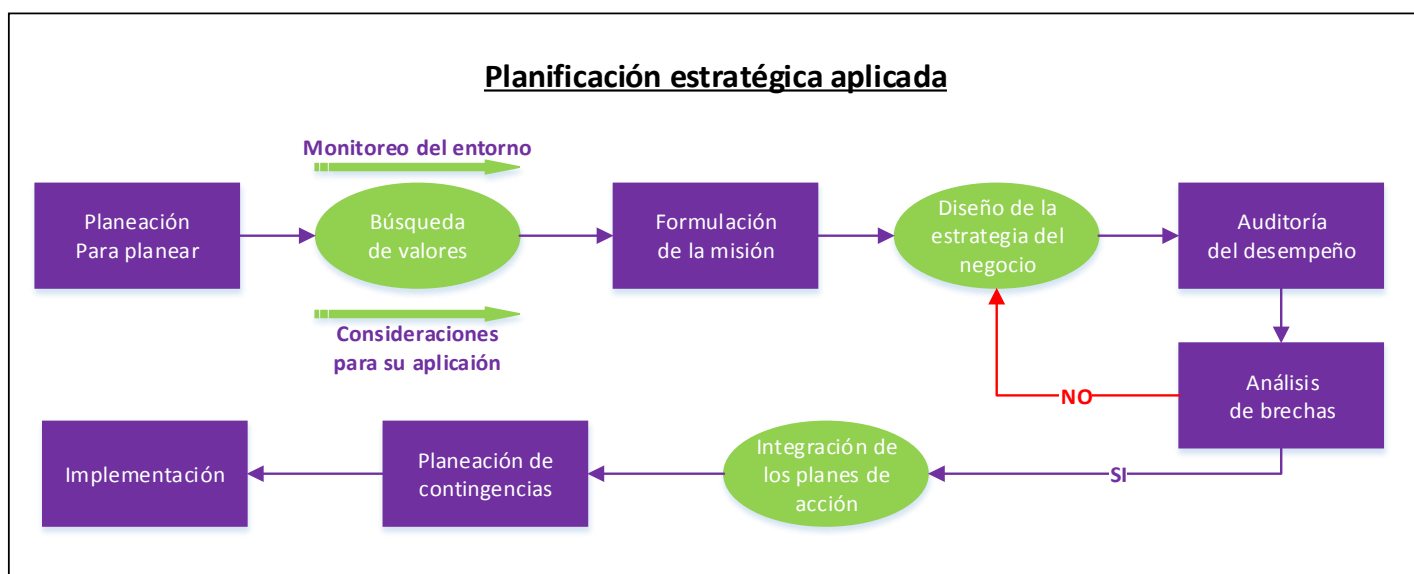 Planificación estratégica aplicada
Monitoreo del entorno
Planeación
Para planear
Búsqueda
de valores
Formulación
de la misión
Diseño de la
estrategia del
negocio
Auditoría
del desempeño
Consideraciones
para su aplicaión
NO
Análisis
de brechas
Implementación
Planeación de
contingencias
Integración de
los planes de
acción
SI